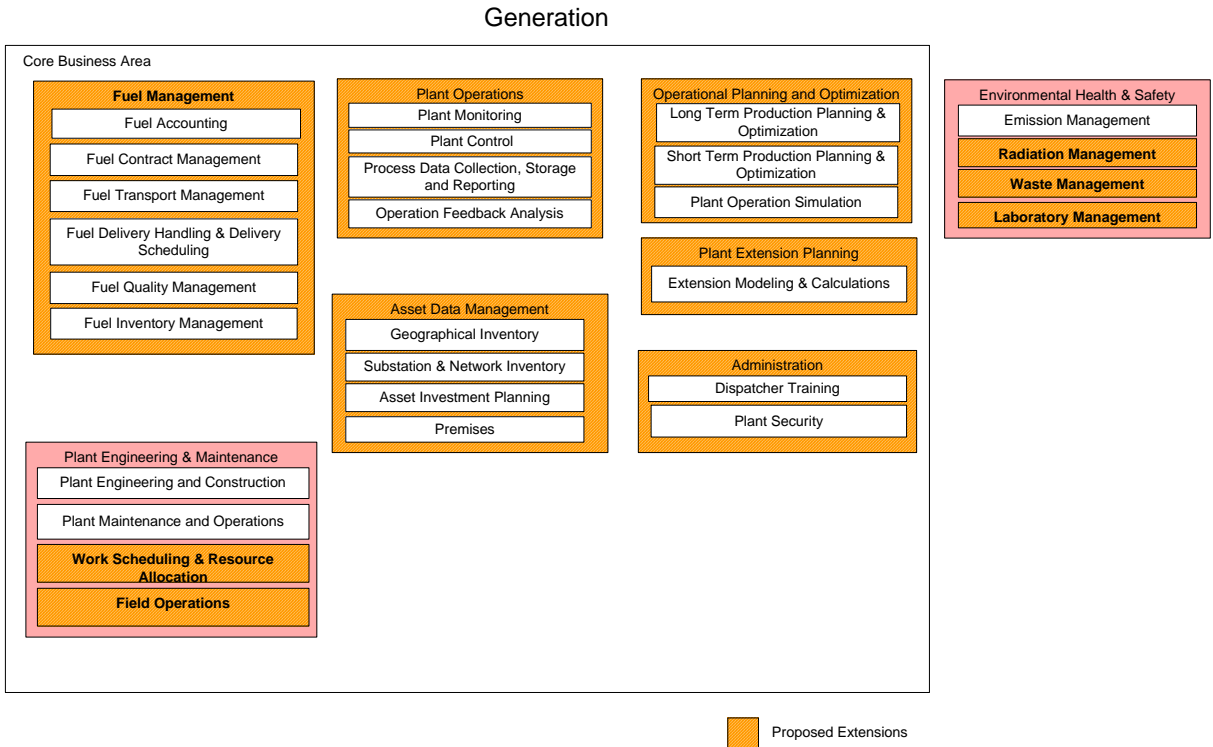 Generation
Core Business Area
Fuel Management
Fuel Accounting
Fuel Contract Management
Fuel Transport Management
Fuel Delivery Handling & Delivery
Scheduling
Fuel Quality Management
Fuel Inventory Management
Plant Operations
Plant Monitoring
Plant Control
Process Data Collection, Storage
and Reporting
Operation Feedback Analysis
Operational Planning and Optimization
Long Term Production Planning &
Optimization
Short Term Production Planning &
Optimization
Plant Operation Simulation
Environmental Health & Safety
Emission Management
Radiation Management
Waste Management
Laboratory Management
Plant Extension Planning
Extension Modeling & Calculations
Asset Data Management
Geographical Inventory
Substation & Network Inventory
Asset Investment Planning
Premises
Administration
Dispatcher Training
Plant Security
Plant Engineering & Maintenance
Plant Engineering and Construction
Plant Maintenance and Operations
Work Scheduling & Resource
Allocation
Field Operations
Proposed Extensions